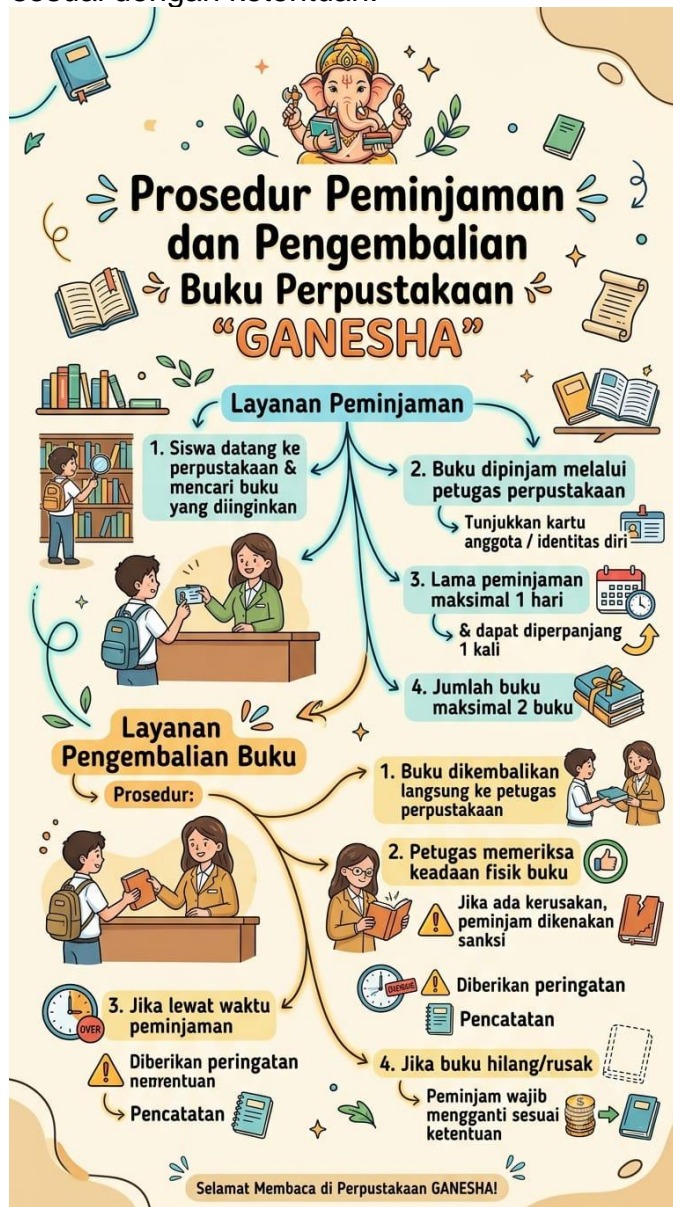 sesuai dengan ketentuan.
Prosedur Peminjaman
dan Pengembalian
Buku Perpustakaan
“GANESHA”
Layanan Peminjaman
1. Siswa datang ke
perpustakaan &
mencari buku
yang diinginkan
2. Buku dipinjam melalui
petugas perpustakaan
Tunjukkan kartu
anggota / identitas diri
3. Lama peminjaman
maksimal 1 hari
& dapat diperpanjang
1 kali
4. Jumlah buku
maksimal 2 buku
Layanan
Pengembalian Buku
Prosedur:
1. Buku dikembalikan
langsung ke petugas
perpustakaan
2. Petugas memeriksa
keadaan fisik buku
Jika ada kerusakan,
peminjam dikenakan
sanksi
Diberikan peringatan
Pencatatan
3. Jika lewat waktu
peminjaman
OVER
Diberikan peringatan
Pencatatan
4. Jika buku hilang/rusak
Peminjam wajib
mengganti sesuai
ketentuan
Selamat Membaca di Perpustakaan GANESHA!